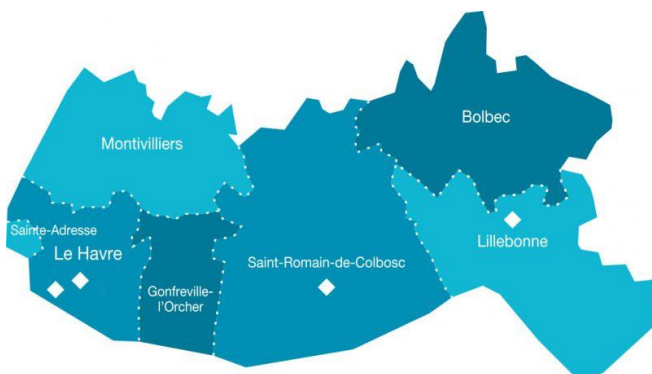 Bolbec
Montivilliers
Sainte-Adresse
Lillebonne
Le Havre
Saint-Romain-de-Colbosc
Gonfreville-
l'Orcher